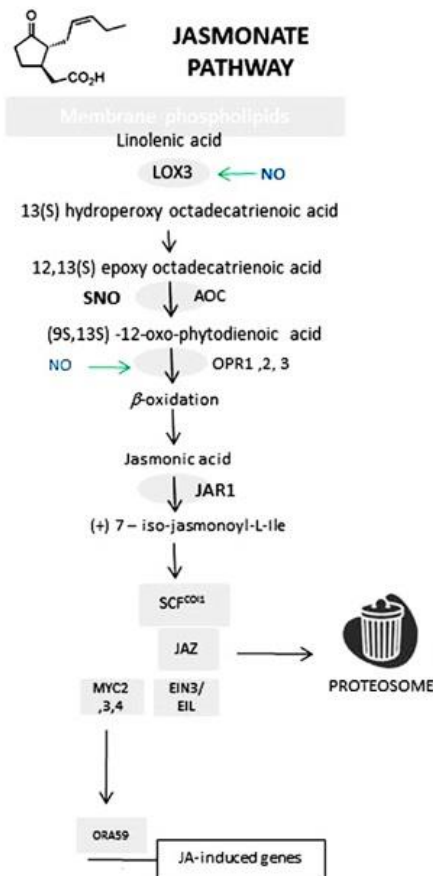 O
CO₂H
JASMONATE
PATHWAY
Membrane phospholipids
Linolenic acid
LOX3
NO
13(S) hydroperoxy octadecatrienoic acid
12,13(S) epoxy octadecatrienoic acid
SNO
AOC
(9S,13S) -12-oxo-phytodienoic acid
NO
OPR1 ,2, 3
β-oxidation
Jasmonic acid
JAR1
(+) 7 – iso-jasmonoyl-L-Ile
SCFᶜᴼᴵ¹
JAZ
PROTEOSOME
MYC2
,3,4
EIN3/
EIL
ORA59
JA-induced genes